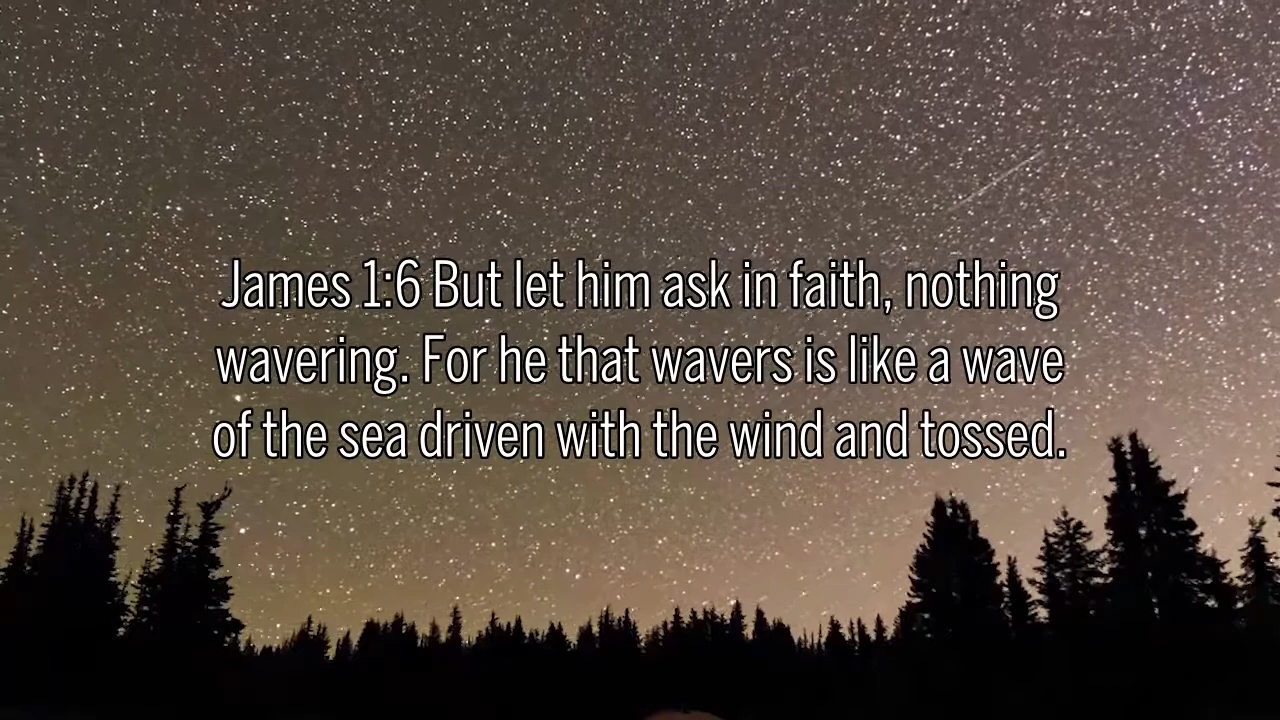 James 1:6 But let him ask in faith, nothing
wavering. For he that wavers is like a wave
of the sea driven with the wind and tossed.